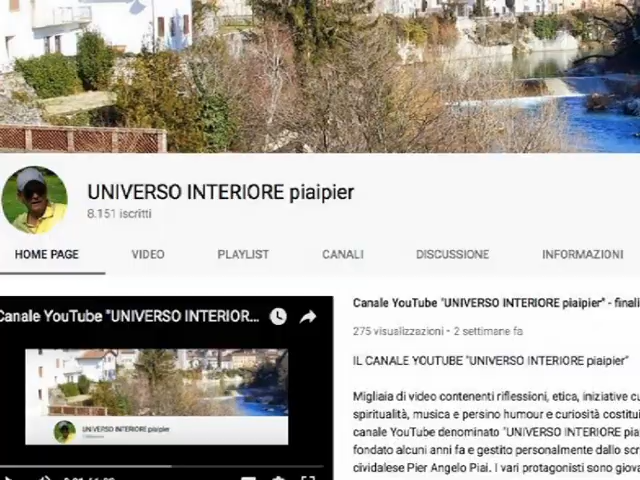 UNIVERSO INTERIORE piaipier
8.151 iscritti
HOME PAGE VIDEO PLAYLIST CANALI DISCUSSIONE INFORMAZIONI
Canale YouTube "UNIVERSO INTERIOR...
UNIVERSO INTERIORE piaipier
Canale YouTube "UNIVERSO INTERIORE piaipier" - finali
275 visualizzazioni • 2 settimane fa
IL CANALE YOUTUBE "UNIVERSO INTERIORE piaipier"
Migliaia di video contenenti riflessioni, etica, iniziative cu
spiritualità, musica e persino humour e curiosità costitui
canale YouTube denominato "UNIVERSO INTERIORE pia
fondato alcuni anni fa e gestito personalmente dallo scr
cividalese Pier Angelo Piai. I vari protagonisti sono giova